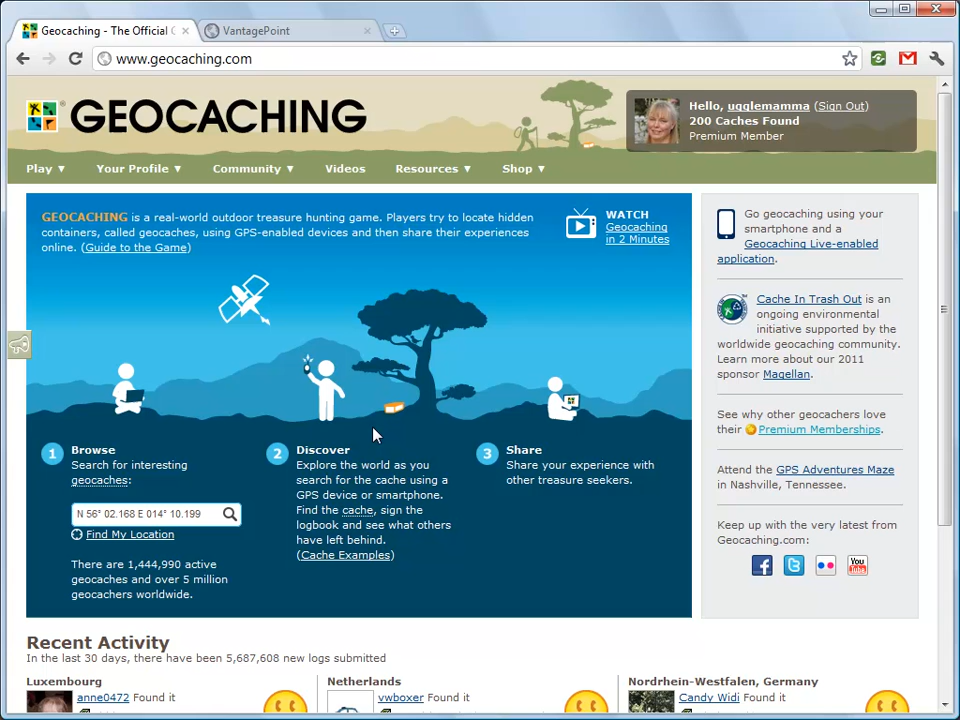 Geocaching - The Official
VantagePoint
www.geocaching.com
GEOCACHING
Hello, ugglemamma (Sign Out)
200 Caches Found
Premium Member
Play ▼ Your Profile ▼ Community ▼ Videos Resources ▼ Shop ▼
GEOCACHING is a real-world outdoor treasure hunting game. Players try to locate hidden
containers, called geocaches, using GPS-enabled devices and then share their experiences
online. (Guide to the Game)
WATCH
Geocaching
in 2 Minutes
1 Browse
Search for interesting
geocaches:
N 56° 02.168 E 014° 10.199
Find My Location
There are 1,444,990 active
geocaches and over 5 million
geocachers worldwide.
2 Discover
Explore the world as you
search for the cache using a
GPS device or smartphone.
Find the cache, sign the
logbook and see what others
have left behind.
(Cache Examples)
3 Share
Share your experience with
other treasure seekers.
Go geocaching using your
smartphone and a
Geocaching Live-enabled
application.
Cache In Trash Out is an
ongoing environmental
initiative supported by the
worldwide geocaching community.
Learn more about our 2011
sponsor Magellan.
See why other geocachers love
their Premium Memberships.
Attend the GPS Adventures Maze
in Nashville, Tennessee.
Keep up with the very latest from
Geocaching.com:
You
Tube
Recent Activity
In the last 30 days, there have been 5,687,608 new logs submitted
Luxembourg
anne0472 Found it
Netherlands
vwboxer Found it
Nordrhein-Westfalen, Germany
Candy Widi Found it